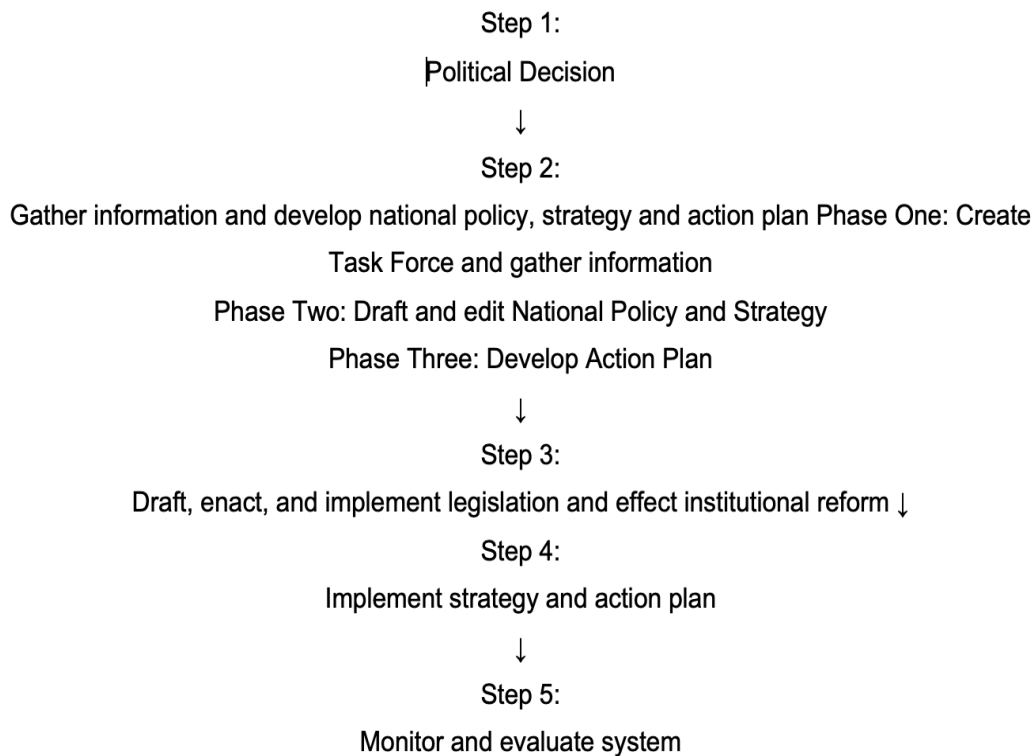 Step 1:
Political Decision
↓
Step 2:
Gather information and develop national policy, strategy and action plan Phase One: Create
Task Force and gather information
Phase Two: Draft and edit National Policy and Strategy
Phase Three: Develop Action Plan
↓
Step 3:
Draft, enact, and implement legislation and effect institutional reform ↓
Step 4:
Implement strategy and action plan
↓
Step 5:
Monitor and evaluate system